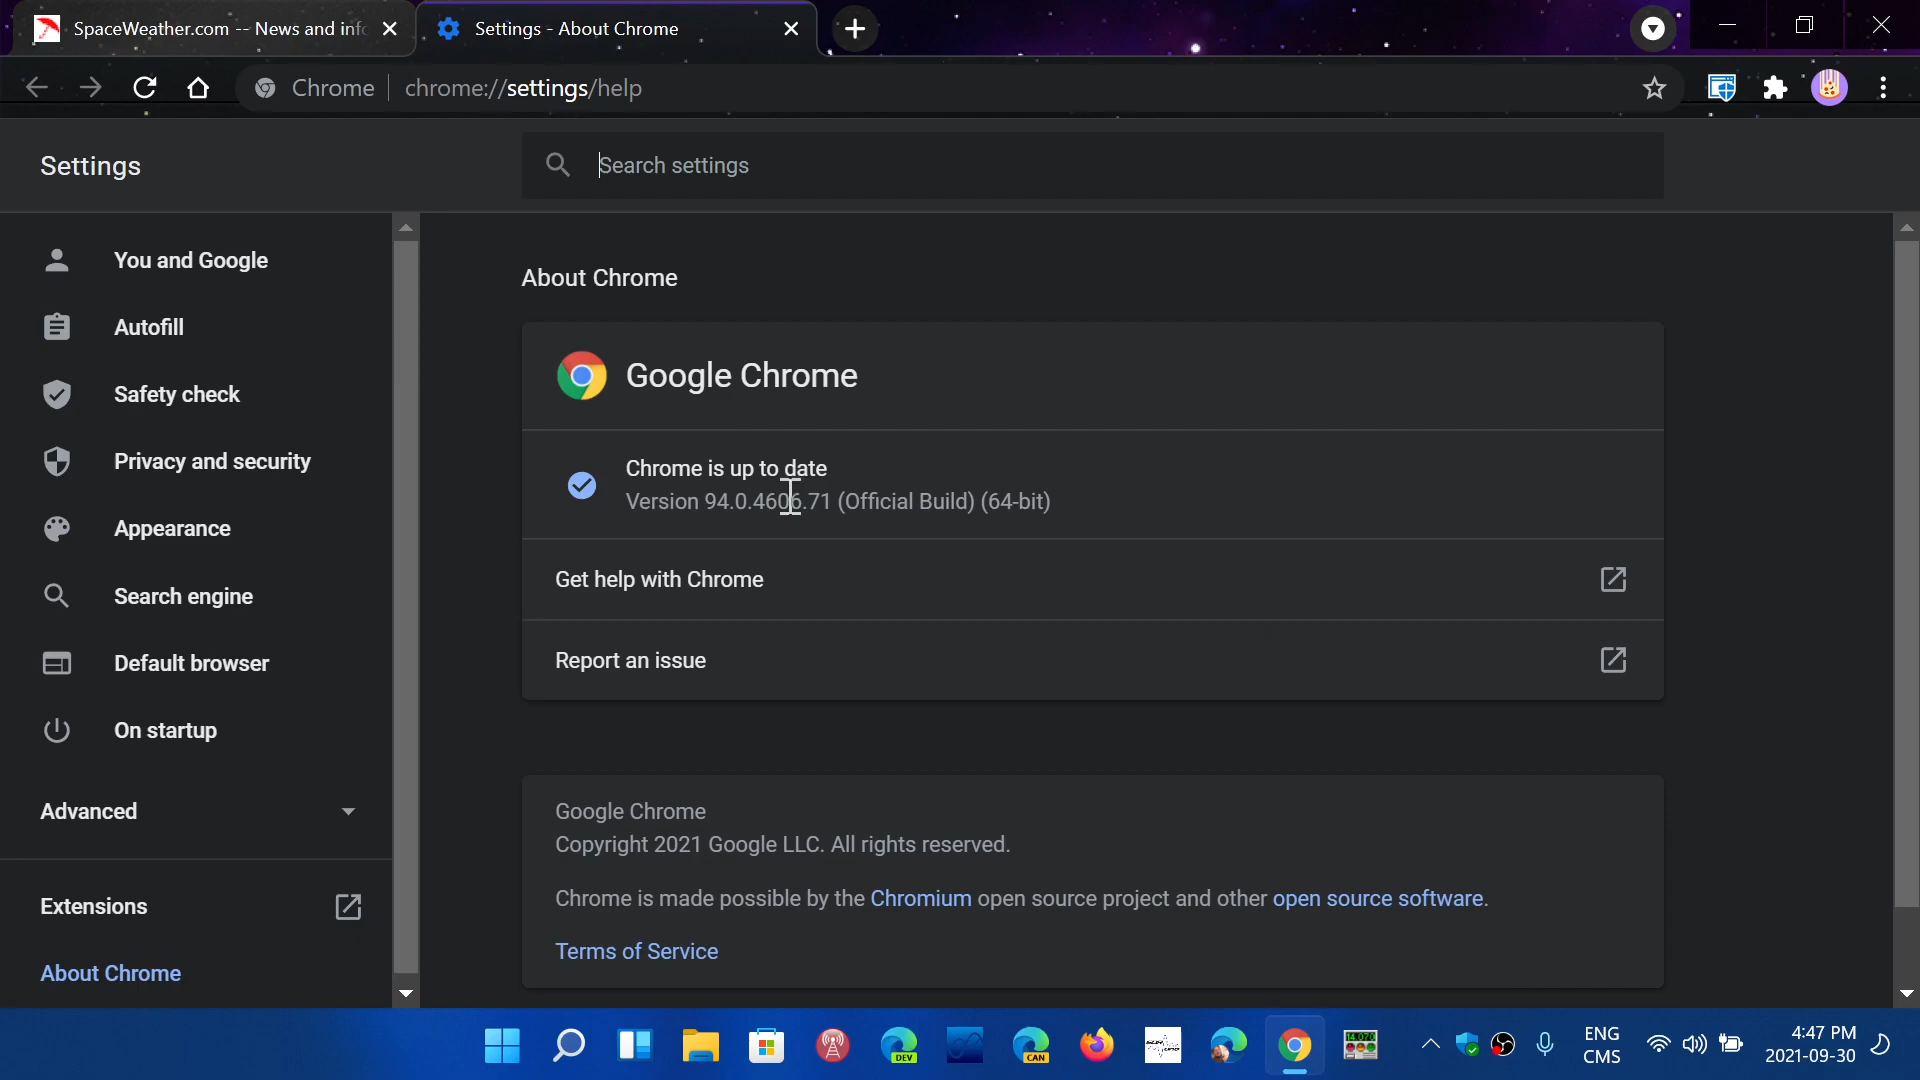 SpaceWeather.com -- News and inf
Settings - About Chrome
Chrome
chrome://settings/help
Settings
Search settings
You and Google
Autofill
Safety check
Privacy and security
Appearance
Search engine
Default browser
On startup
Advanced
Extensions
About Chrome
About Chrome
Google Chrome
Chrome is up to date
Version 94.0.4606.71 (Official Build) (64-bit)
Get help with Chrome
Report an issue
Google Chrome
Copyright 2021 Google LLC. All rights reserved.
Chrome is made possible by the Chromium open source project and other open source software.
Terms of Service
DEV
CAN
14.070
ENG
CMS
4:47 PM
2021-09-30